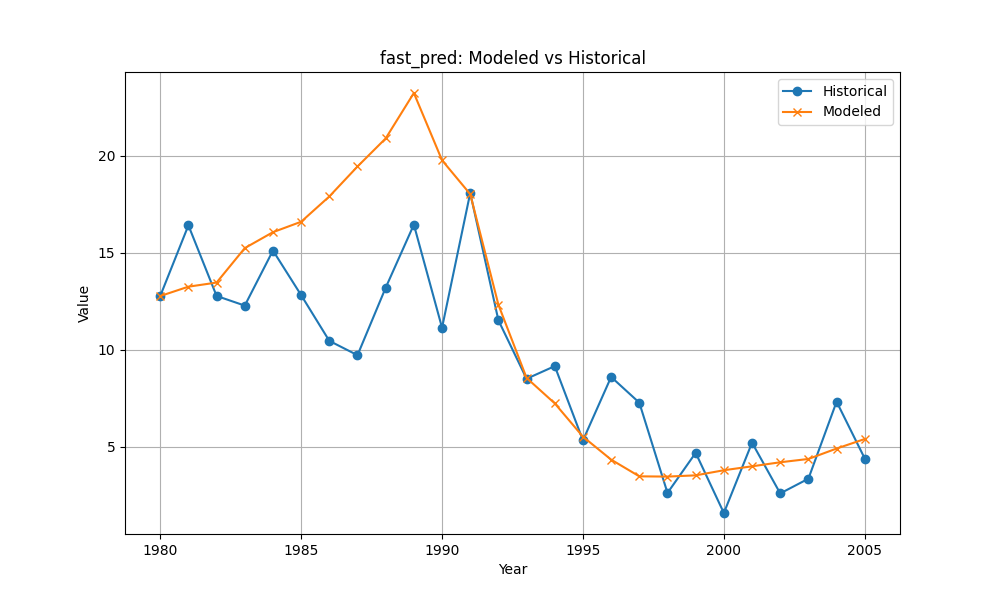 fast_pred: Modeled vs Historical
Historical
Modeled
Value
20
15
10
5
1980 1985 1990 1995 2000 2005
Year